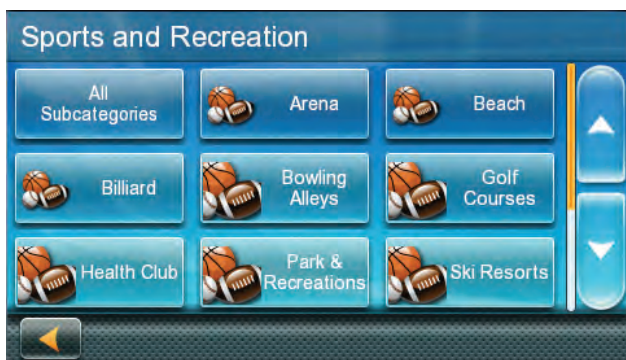 Sports and Recreation
All
Subcategories
Arena
Beach
Billiard
Bowling
Alleys
Golf
Courses
Health Club
Park &
Recreations
Ski Resorts